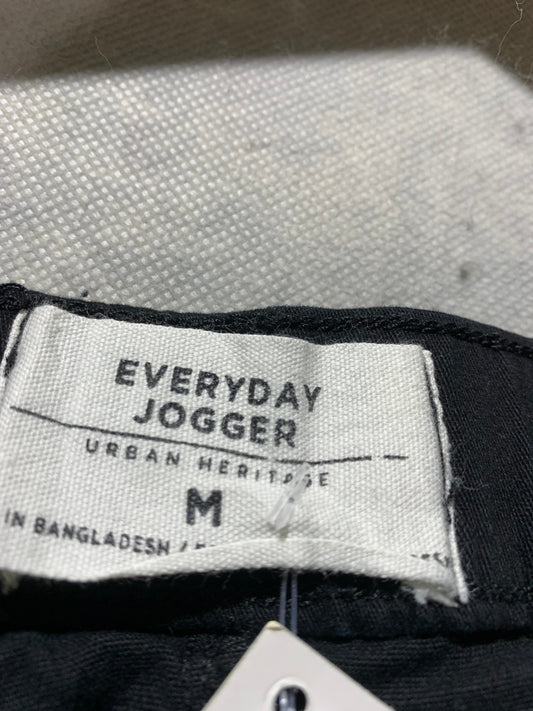 EVERYDAY
JOGGER
URBAN HERITAGE
M
IN BANGLADESH /